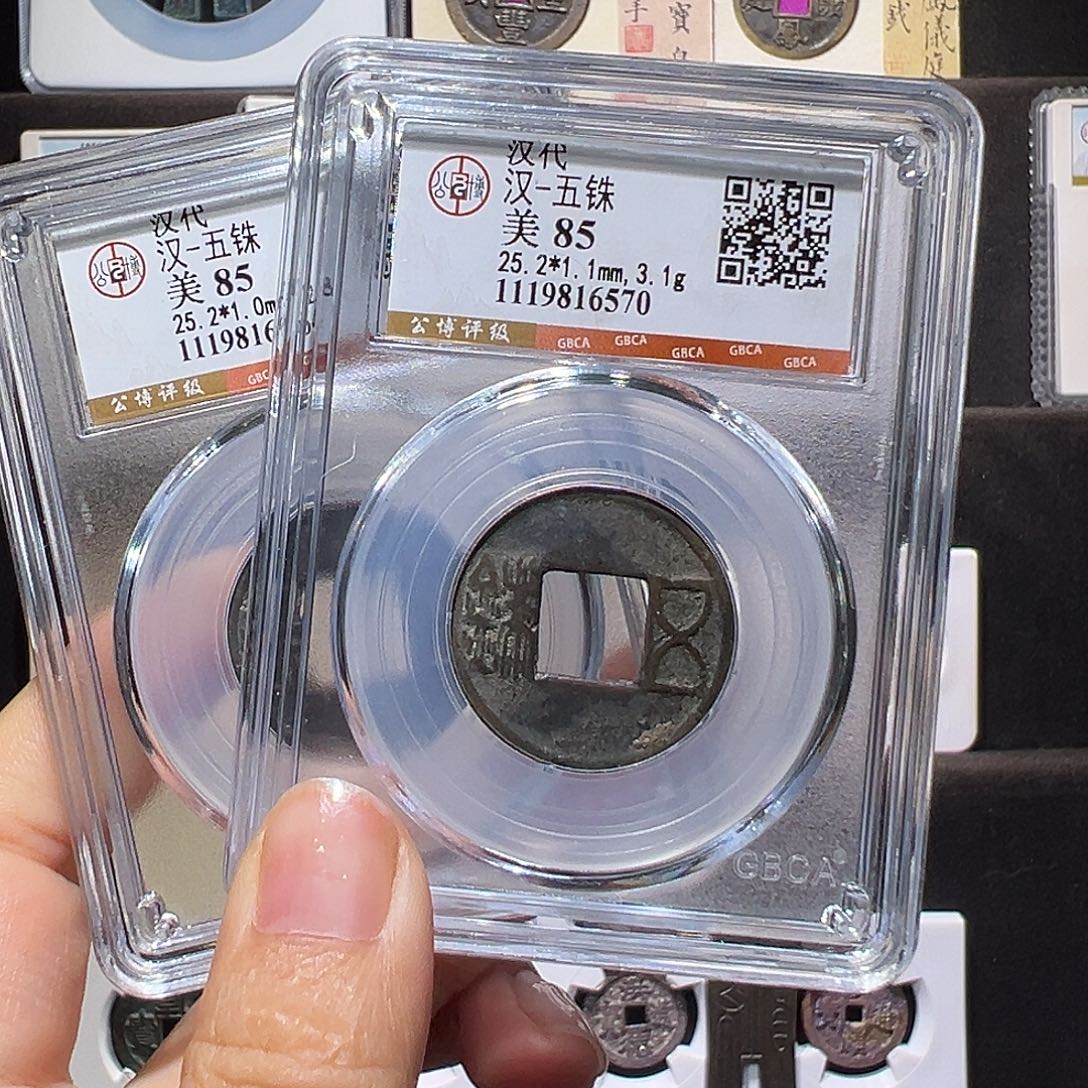 汉代
汉-五铢
美 85
25.2*1.1mm, 3.1g
1119816570
公博评级
GBCA GBCA GBCA GBCA GBCA
GBCA
汉代
汉-五铢
美 85
25.2*1.0m
公博评级
五